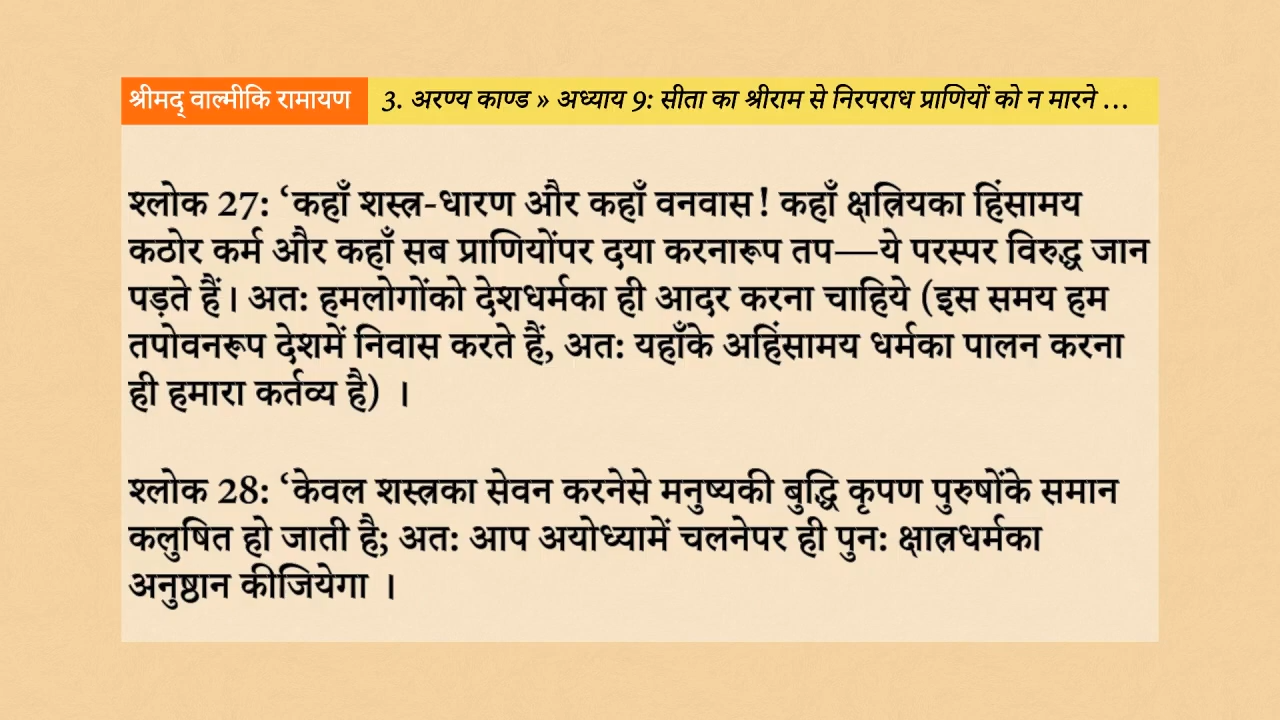 श्रीमद् वाल्मीकि रामायण 3. अरण्य काण्ड » अध्याय 9: सीता का श्रीराम से निरपराध प्राणियों को न मारने ...
श्लोक 27: ‘कहाँ शस्त्र-धारण और कहाँ वनवास! कहाँ क्षत्रियका हिंसामय
कठोर कर्म और कहाँ सब प्राणियोंपर दया करनारूप तप—ये परस्पर विरुद्ध जान
पड़ते हैं। अत: हमलोगोंको देशधर्मका ही आदर करना चाहिये (इस समय हम
तपोवनरूप देशमें निवास करते हैं, अत: यहाँके अहिंसामय धर्मका पालन करना
ही हमारा कर्तव्य है) ।
श्लोक 28: ‘केवल शस्त्रका सेवन करनेसे मनुष्यकी बुद्धि कृपण पुरुषोंके समान
कलुषित हो जाती है; अत: आप अयोध्यामें चलनेपर ही पुन: क्षात्रधर्मका
अनुष्ठान कीजियेगा ।